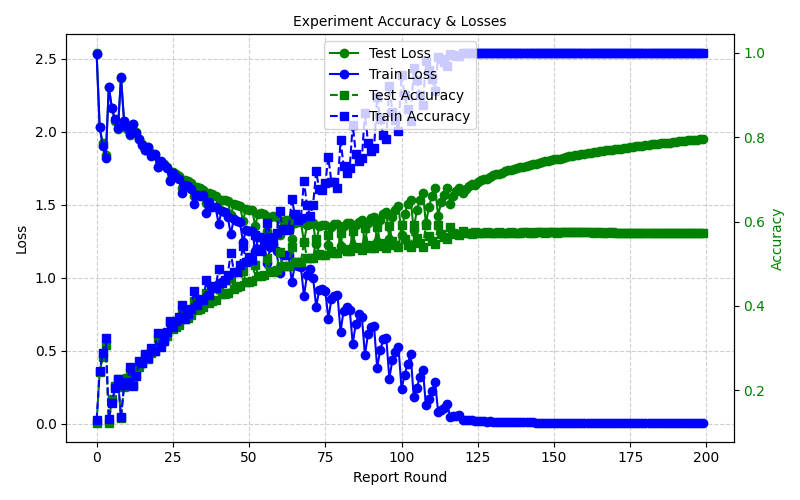 Experiment Accuracy & Losses
Test Loss
Train Loss
Test Accuracy
Train Accuracy
Loss
2.5
2.0
1.5
1.0
0.5
0.0
Accuracy
1.0
0.8
0.6
0.4
0.2
0 25 50 75 100 125 150 175 200
Report Round